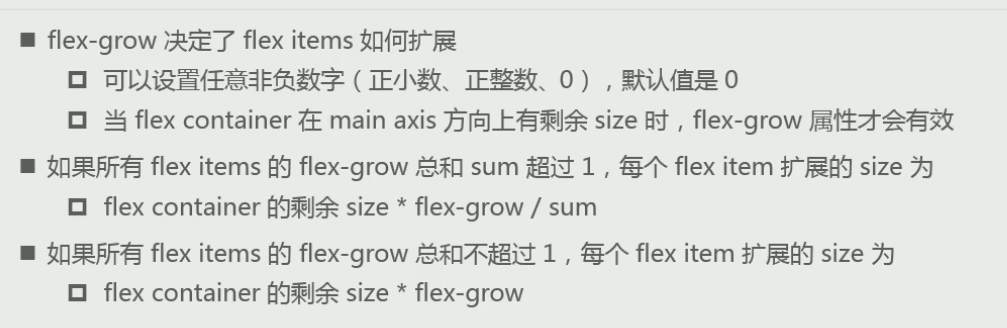 ■ flex-grow 决定了 flex items 如何扩展
◘ 可以设置任意非负数字（正小数、正整数、0），默认值是 0
◘ 当 flex container 在 main axis 方向上有剩余 size 时，flex-grow 属性才会有效
■ 如果所有 flex items 的 flex-grow 总和 sum 超过 1，每个 flex item 扩展的 size 为
◘ flex container 的剩余 size * flex-grow / sum
■ 如果所有 flex items 的 flex-grow 总和不超过 1，每个 flex item 扩展的 size 为
◘ flex container 的剩余 size * flex-grow